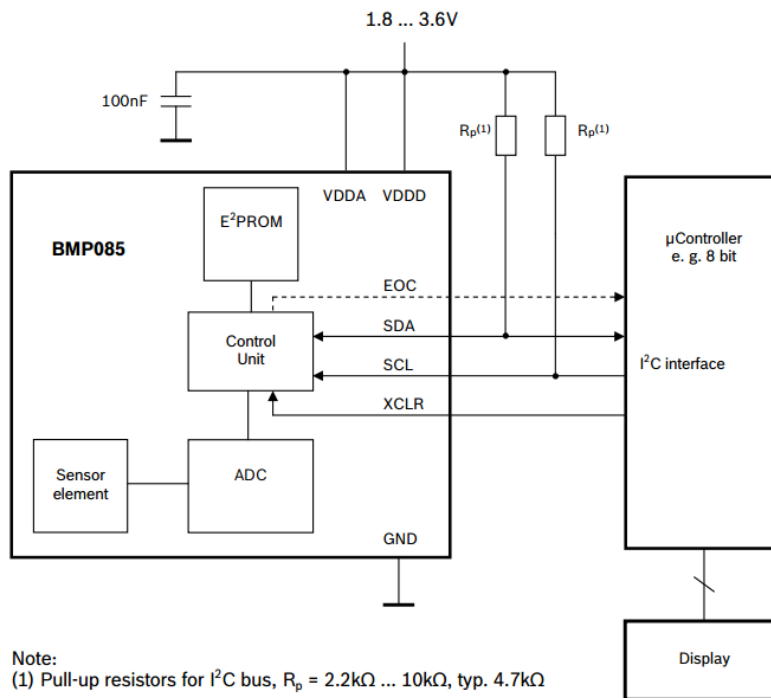 1.8 ... 3.6V
100nF
Rp(1)
Rp(1)
VDDA
VDDD
E²PROM
BMP085
µController
e. g. 8 bit
EOC
SDA
Control
Unit
SCL
I²C interface
XCLR
Sensor
element
ADC
GND
Display
Note:
(1) Pull-up resistors for I²C bus, Rp = 2.2kΩ ... 10kΩ, typ. 4.7kΩ